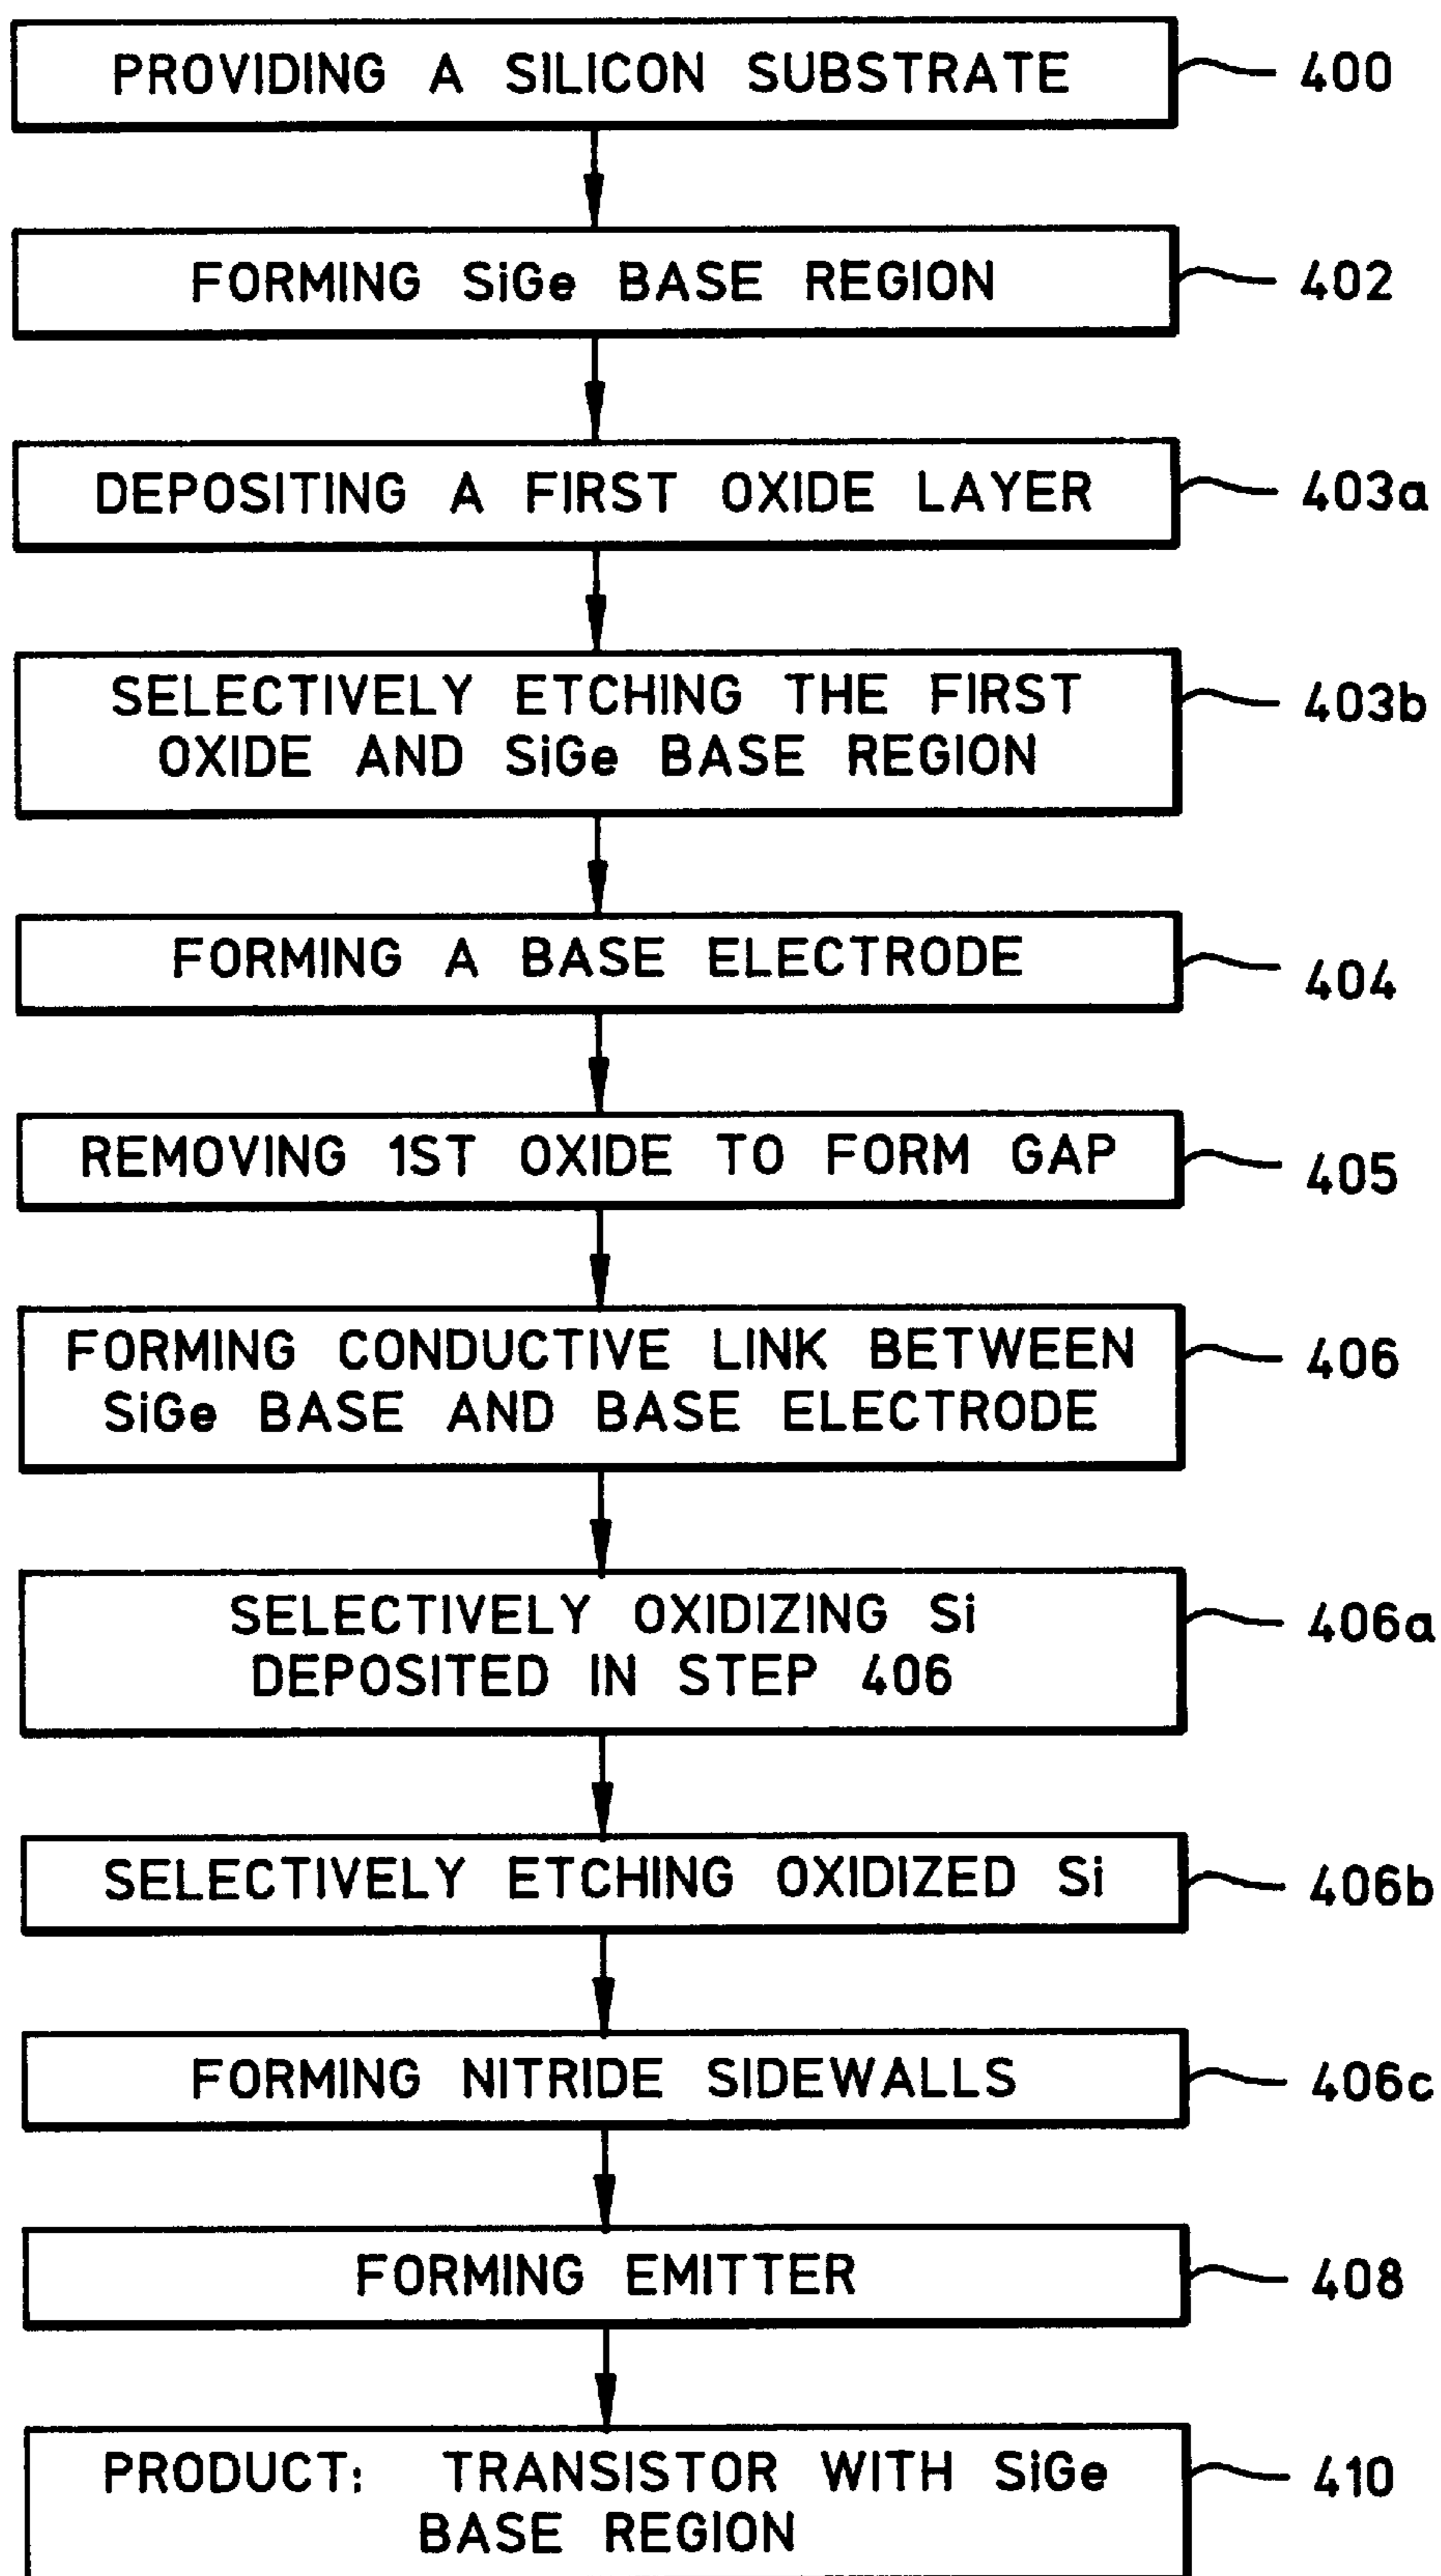 PROVIDING A SILICON SUBSTRATE 400
FORMING SiGe BASE REGION 402
DEPOSITING A FIRST OXIDE LAYER 403a
SELECTIVELY ETCHING THE FIRST 403b
OXIDE AND SiGe BASE REGION
FORMING A BASE ELECTRODE 404
REMOVING 1ST OXIDE TO FORM GAP 405
FORMING CONDUCTIVE LINK BETWEEN 406
SiGe BASE AND BASE ELECTRODE
SELECTIVELY OXIDIZING Si 406a
DEPOSITED IN STEP 406
SELECTIVELY ETCHING OXIDIZED Si 406b
FORMING NITRIDE SIDEWALLS 406c
FORMING EMITTER 408
PRODUCT: TRANSISTOR WITH SiGe 410
BASE REGION